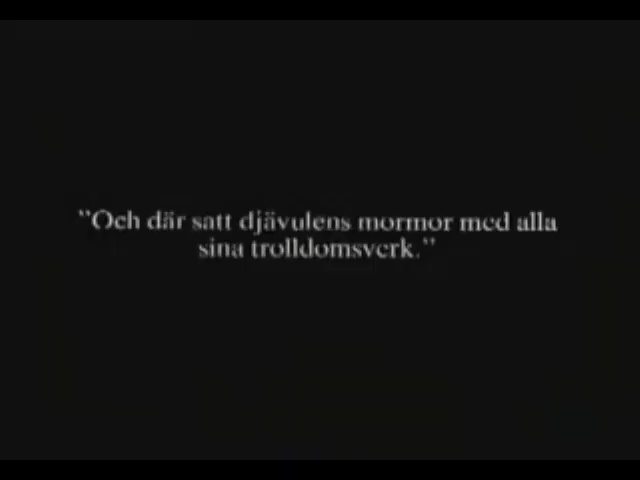 ”Och där satt djävulens mormor med alla
sina trolldomsverk.”